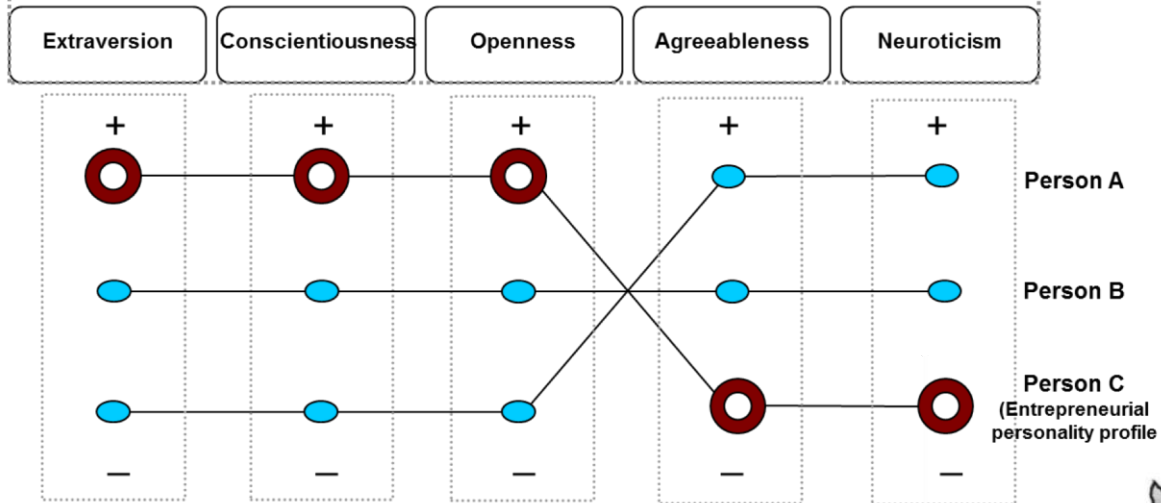 Extraversion
Conscientiousness
Openness
Agreeableness
Neuroticism
+ + + + +
Person A
Person B
Person C
(Entrepreneurial
personality profile
– – – – –